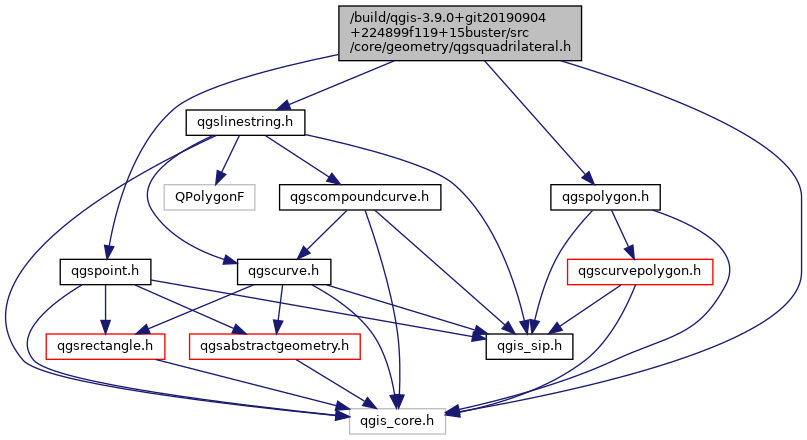 /build/qgis-3.9.0+git20190904
+224899f119+15buster/src
/core/geometry/qgsquadrilateral.h
qgslinestring.h
QPolygonF
qgscompoundcurve.h
qgspolygon.h
qgspoint.h
qgscurve.h
qgscurvepolygon.h
qgsrectangle.h
qgsabstractgeometry.h
qgis_sip.h
qgis_core.h